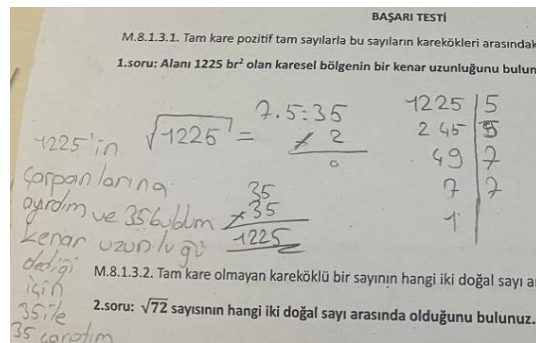 BAŞARI TESTİ
M.8.1.3.1. Tam kare pozitif tam sayılarla bu sayıların karekökleri arasındak
1.soru: Alanı 1225 br² olan karesel bölgenin bir kenar uzunluğunu bulun
7.5=35
√1225 =
x 2
0
1225 | 5
245 | 5
49 | 7
7 | 7
1
1225'in
çarpanlarına
ayırdım ve 35 buldum
kenar uzunluğu
dediği
için
35 ile
35 çarptım
35
x35
1225
M.8.1.3.2. Tam kare olmayan kareköklü bir sayının hangi iki doğal sayı a
2.soru: √72 sayısının hangi iki doğal sayı arasında olduğunu bulunuz.